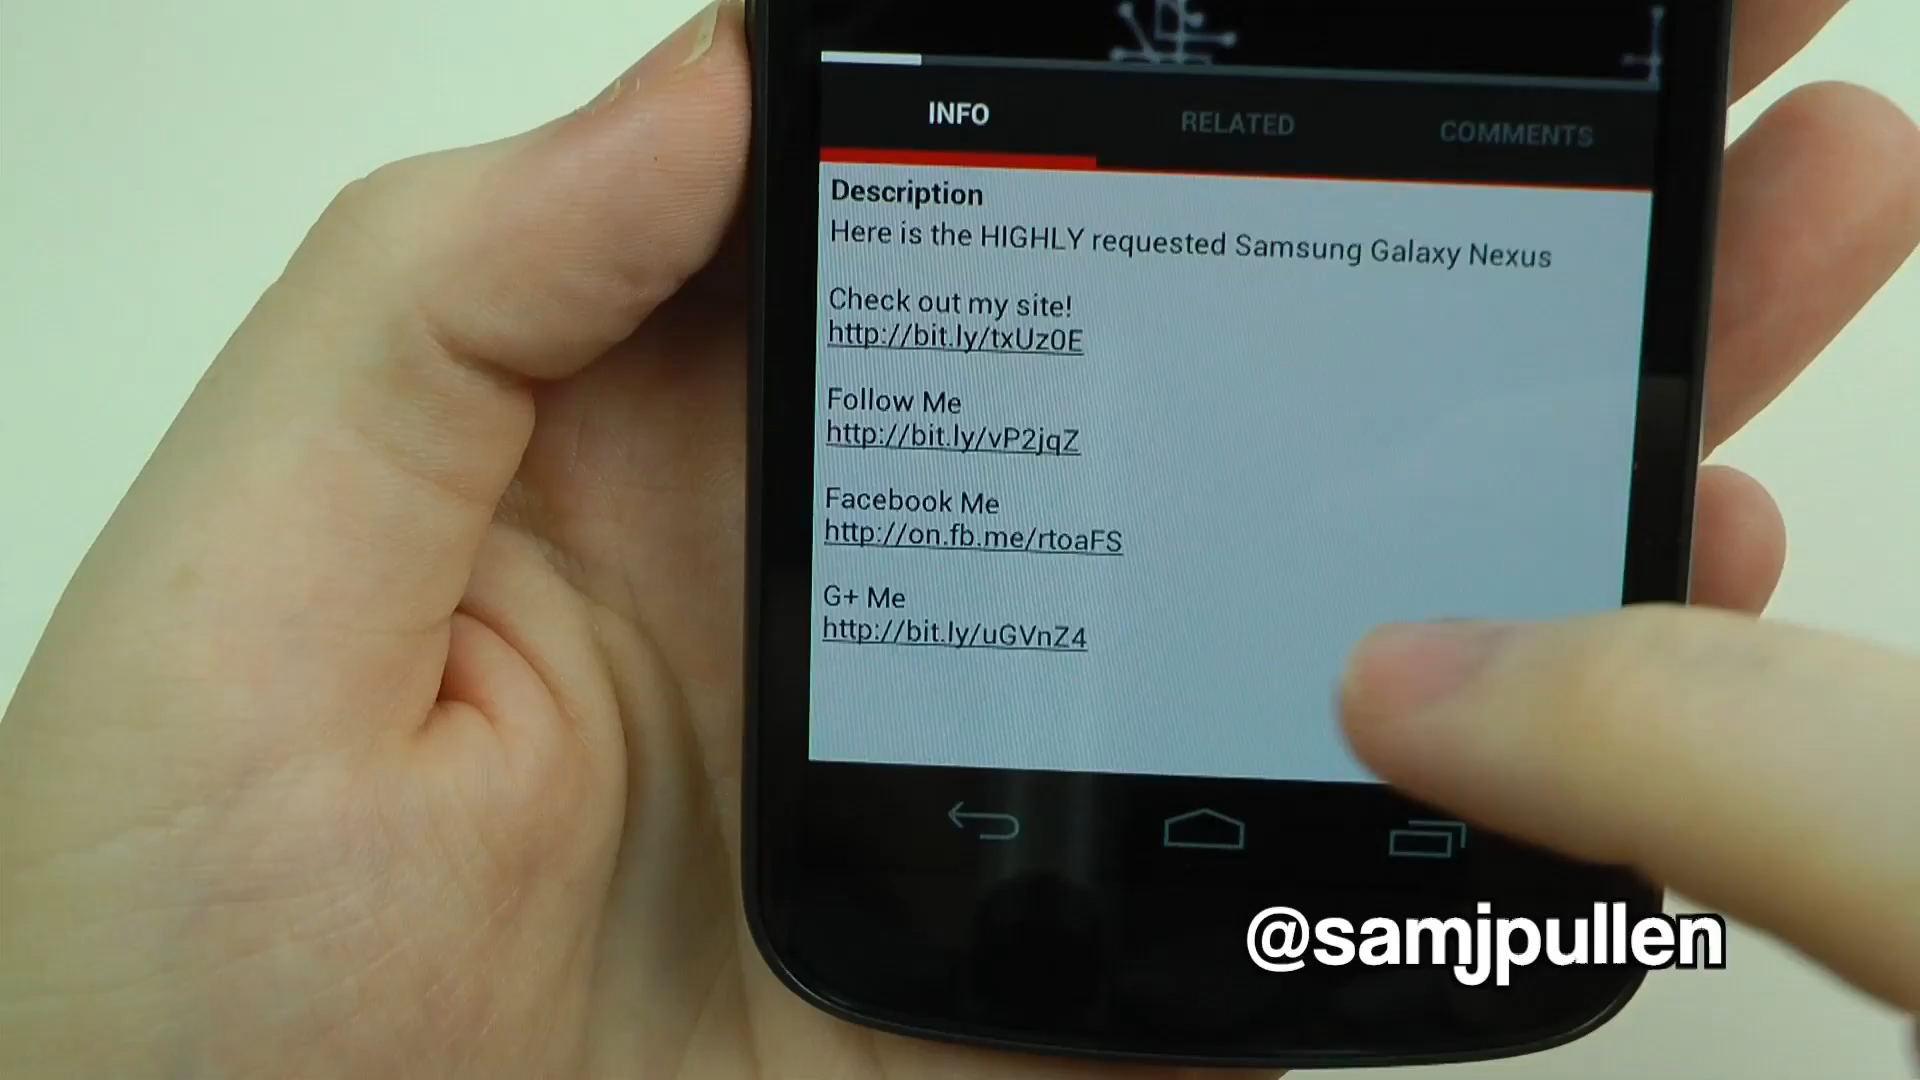 INFO
RELATED
COMMENTS
Description
Here is the HIGHLY requested Samsung Galaxy Nexus
Check out my site!
http://bit.ly/txUz0E
Follow Me
http://bit.ly/vP2jqZ
Facebook Me
http://on.fb.me/rtoaFS
G+ Me
http://bit.ly/uGVnZ4
@samjpullen